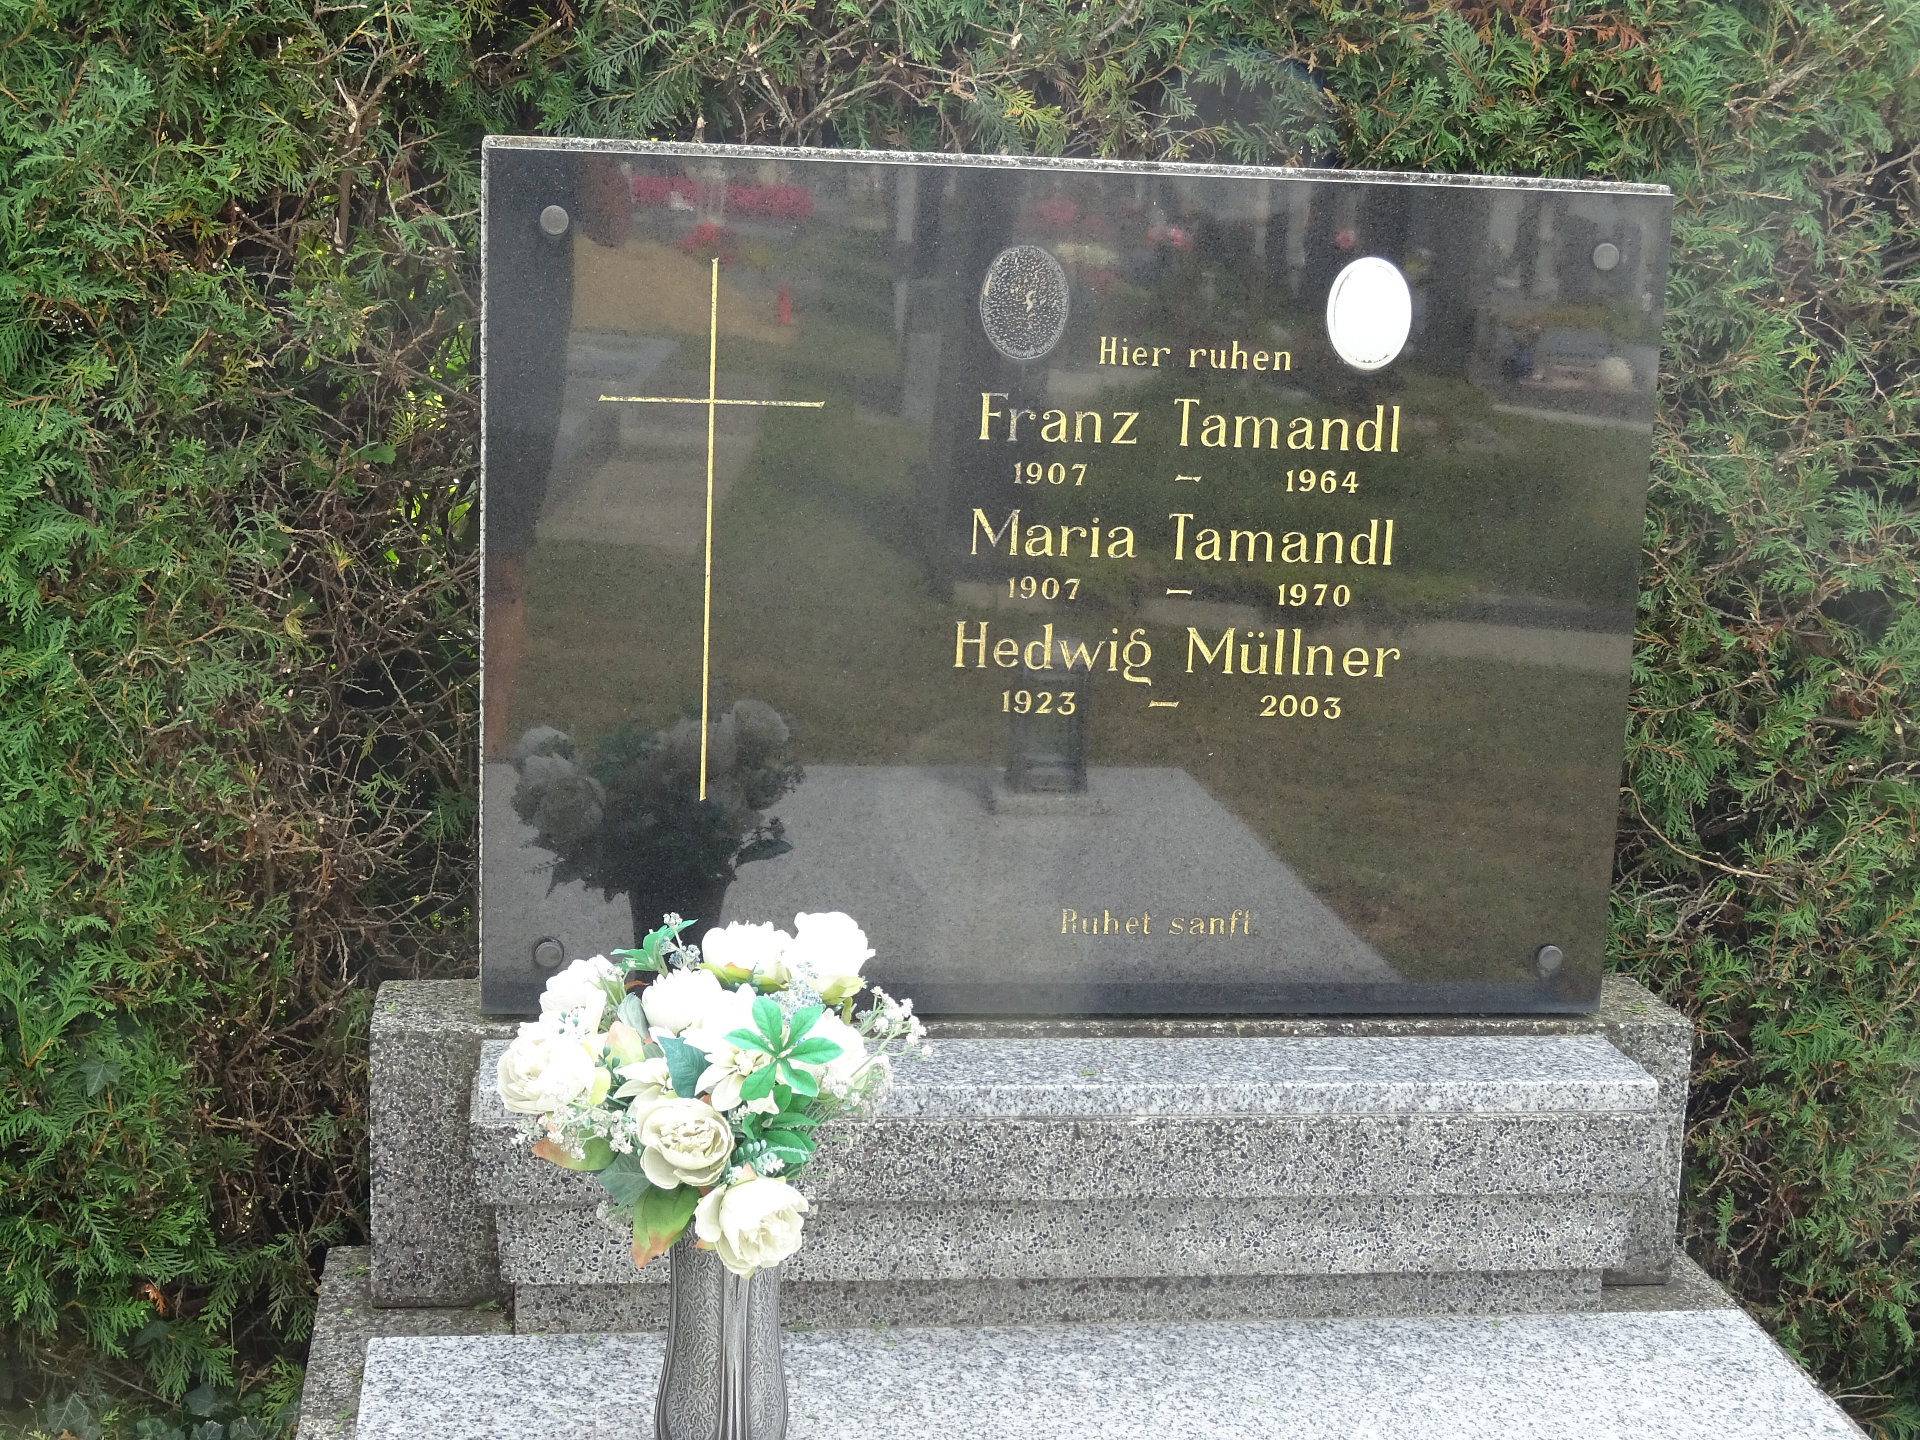 Hier ruhen
Franz Tamandl
1907 – 1964
Maria Tamandl
1907 – 1970
Hedwig Müllner
1923 – 2003
Ruhet sanft